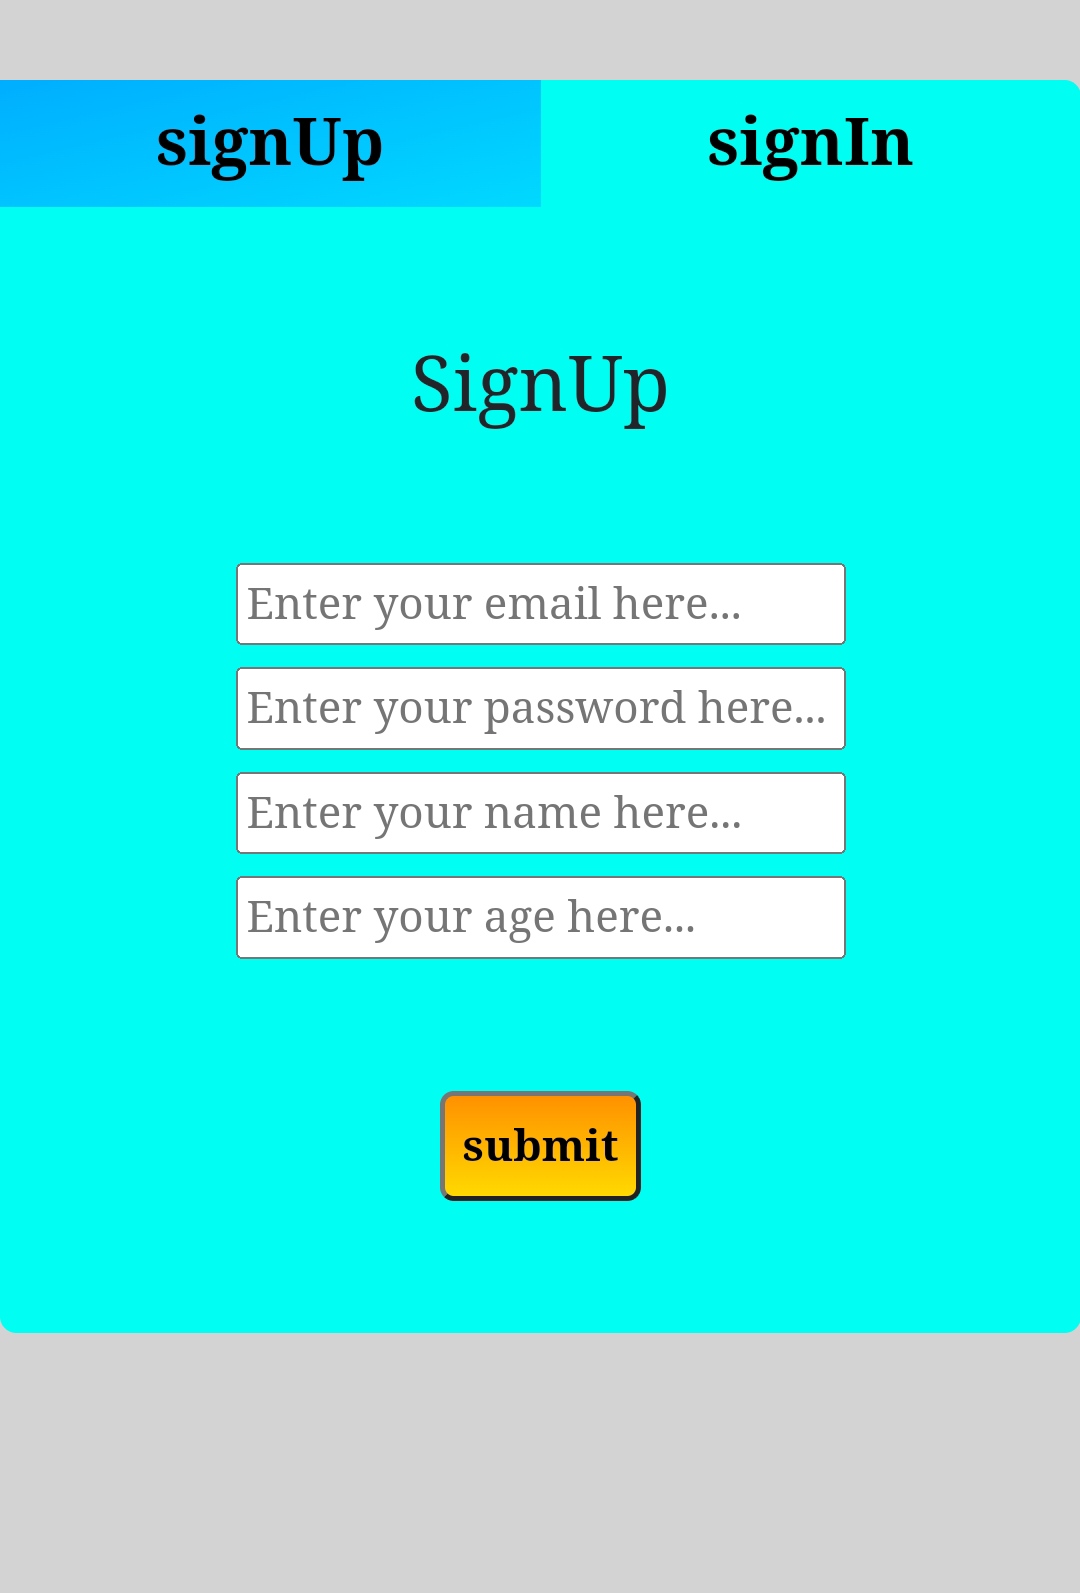 signUp signIn
SignUp
Enter your email here...
Enter your password here...
Enter your name here...
Enter your age here...
submit